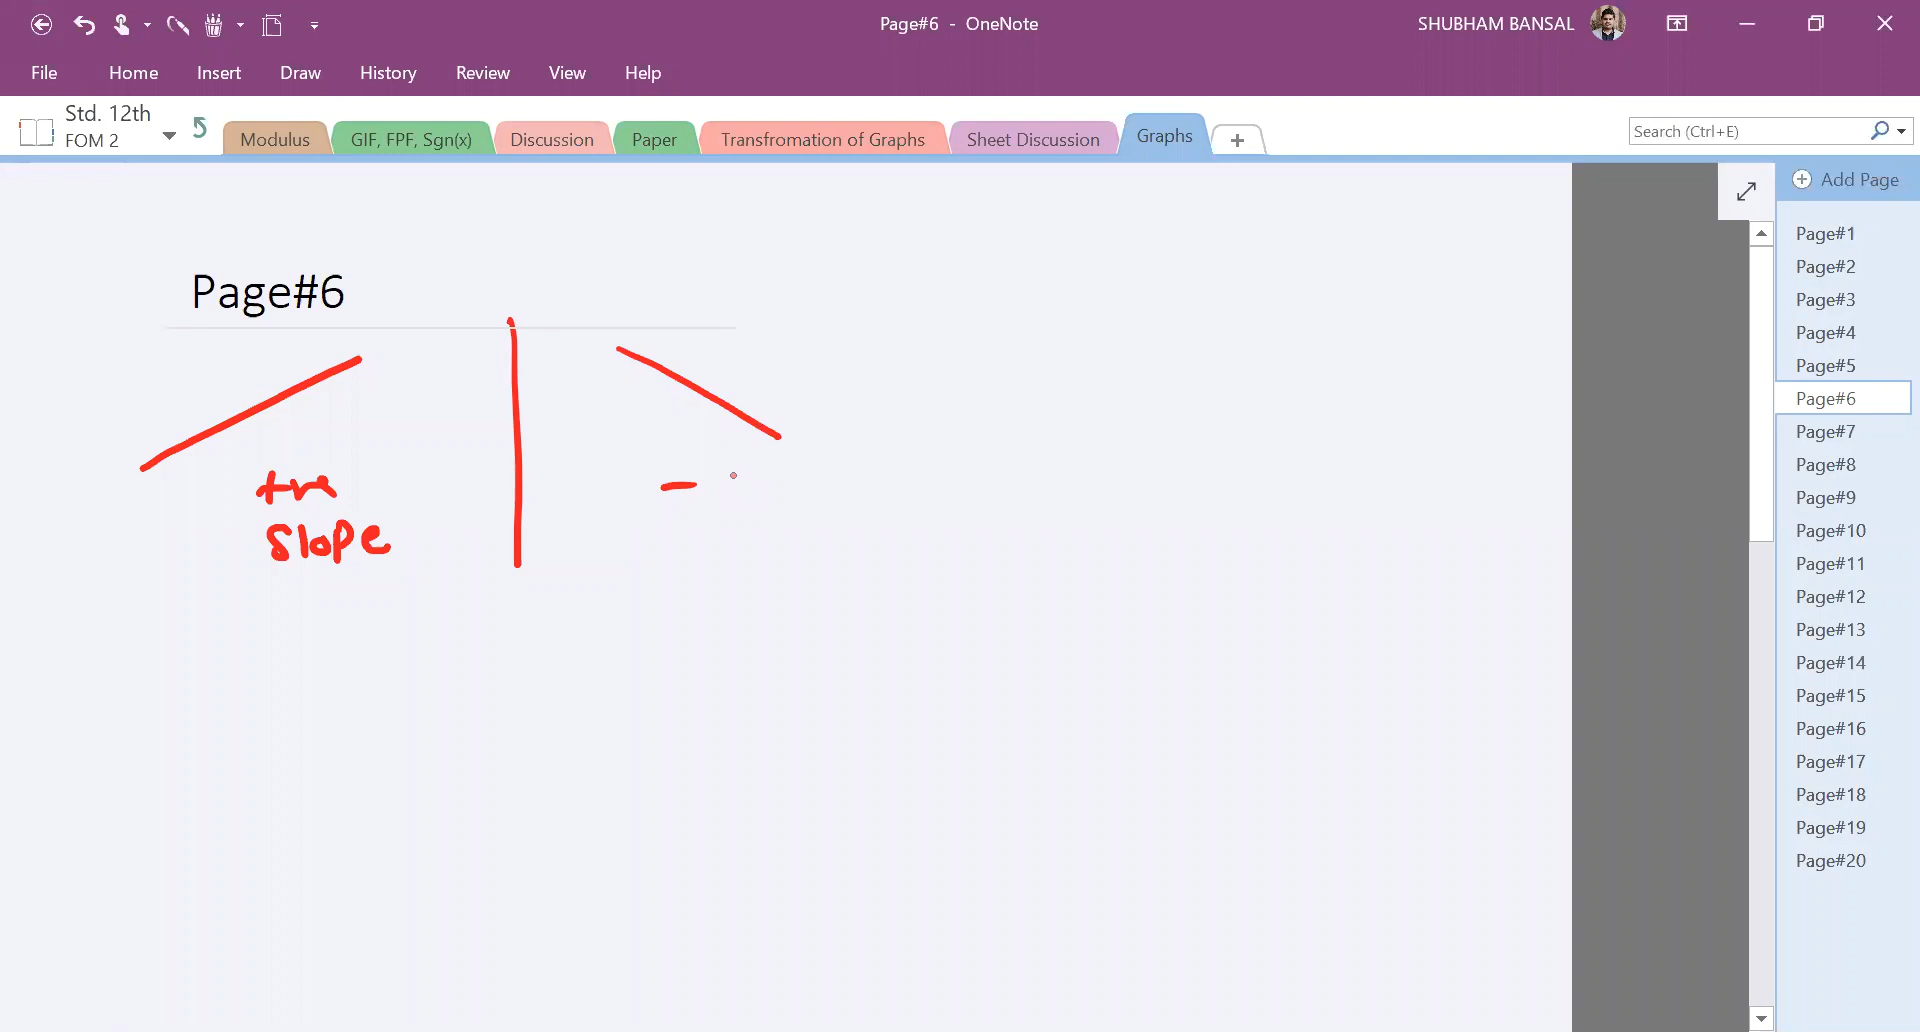 Page#6 - OneNote
SHUBHAM BANSAL
File Home Insert Draw History Review View Help
Std. 12th
FOM 2
Modulus GIF, FPF, Sgn(x) Discussion Paper Transfromation of Graphs Sheet Discussion Graphs +
Search (Ctrl+E)
Add Page
Page#1
Page#2
Page#3
Page#4
Page#5
Page#6
Page#7
Page#8
Page#9
Page#10
Page#11
Page#12
Page#13
Page#14
Page#15
Page#16
Page#17
Page#18
Page#19
Page#20
Page#6
+ve
slope
-